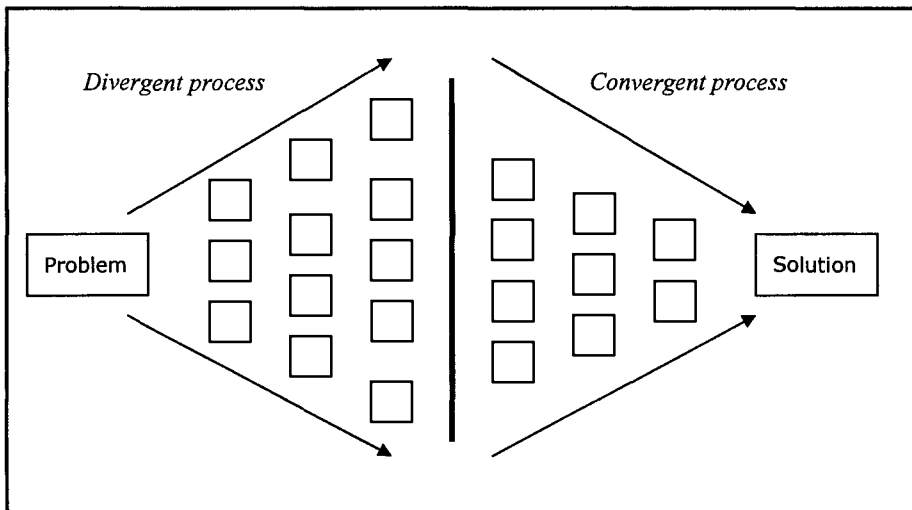 Divergent process
Convergent process
Problem
Solution